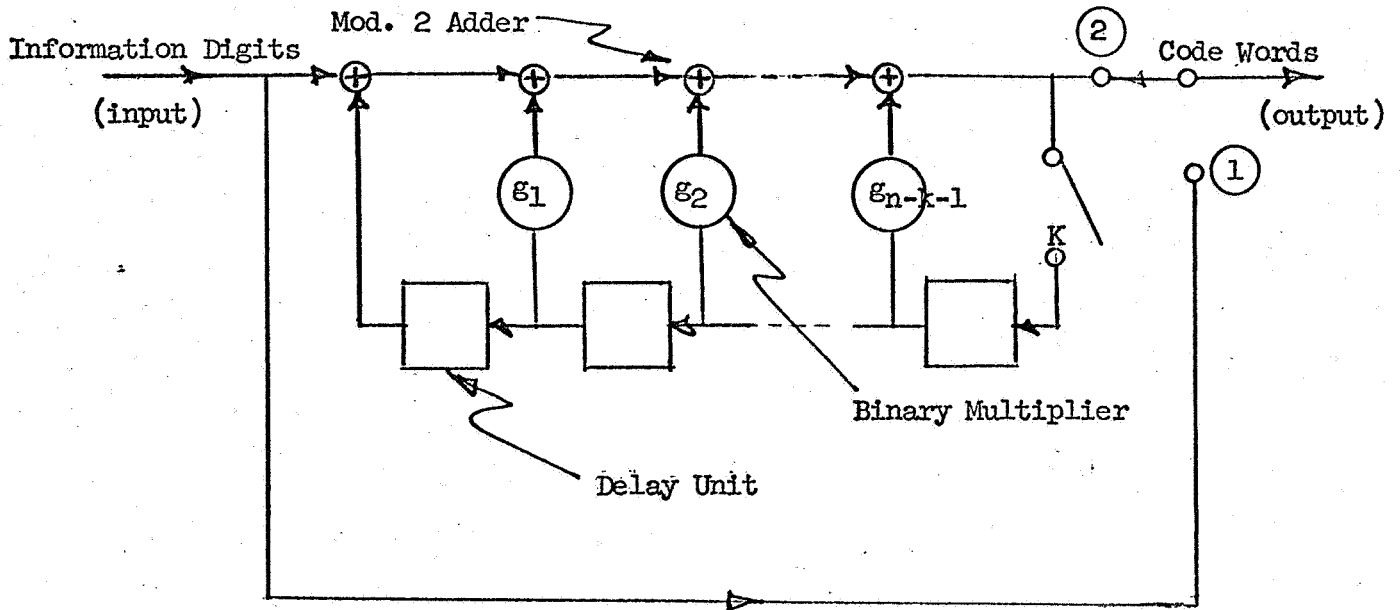 Mod. 2 Adder
Information Digits
(input)
2
Code Words
(output)
1
g1
g2
gn-k-1
K
Binary Multiplier
Delay Unit